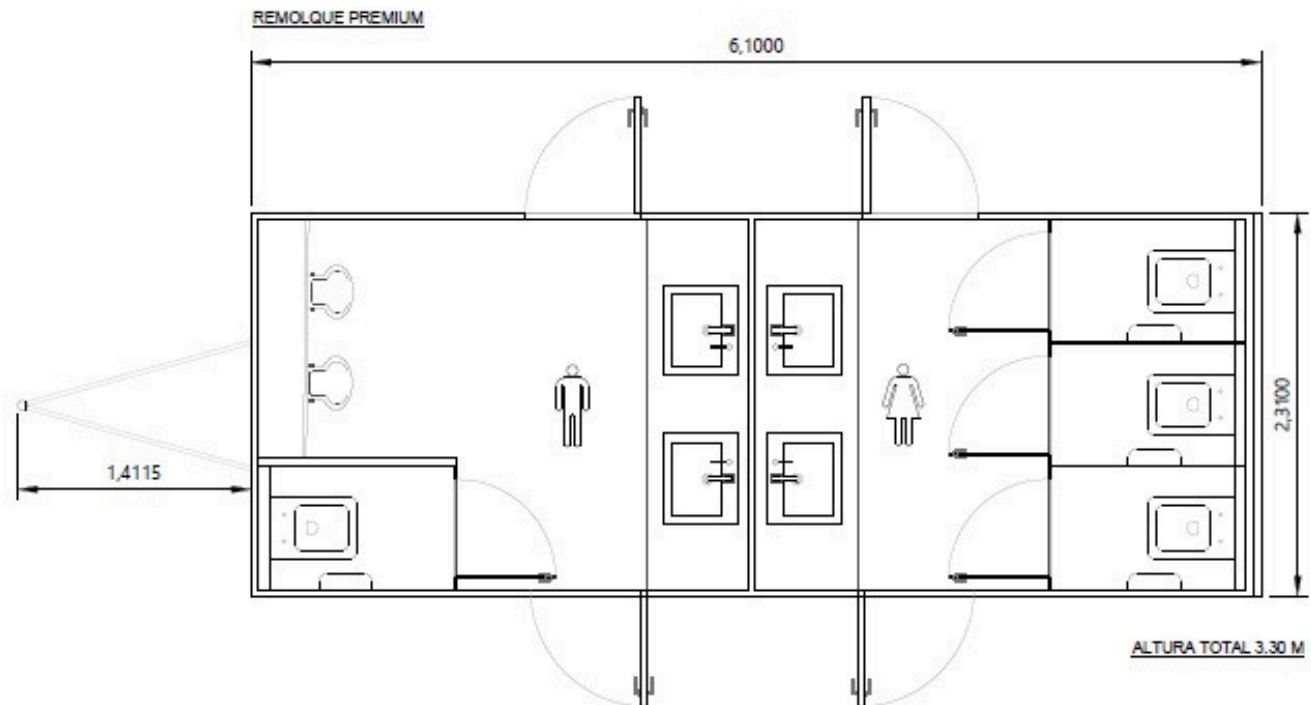 REMOLQUE PREMIUM
6,1000
1,4115
2,3100
ALTURA TOTAL 3.30 M